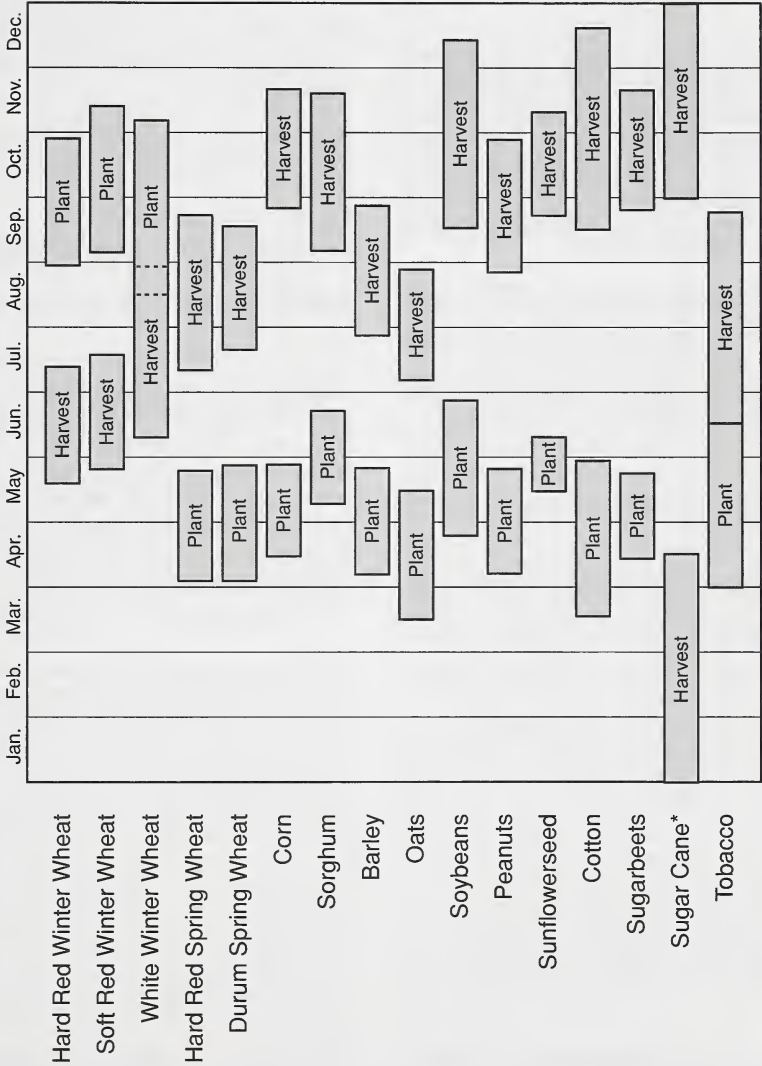 Jan. Feb. Mar. Apr. May Jun. Jul. Aug. Sep. Oct. Nov. Dec.
Hard Red Winter Wheat Harvest Plant
Soft Red Winter Wheat Harvest Plant
White Winter Wheat Harvest Plant
Hard Red Spring Wheat Plant Harvest
Durum Spring Wheat Plant Harvest
Corn Plant Harvest
Sorghum Plant Harvest
Barley Plant Harvest
Oats Plant Harvest
Soybeans Plant Harvest
Peanuts Plant Harvest
Sunflowerseed Plant Harvest
Cotton Plant Harvest
Sugarbeets Plant Harvest
Sugar Cane* Harvest Harvest
Tobacco Plant Harvest